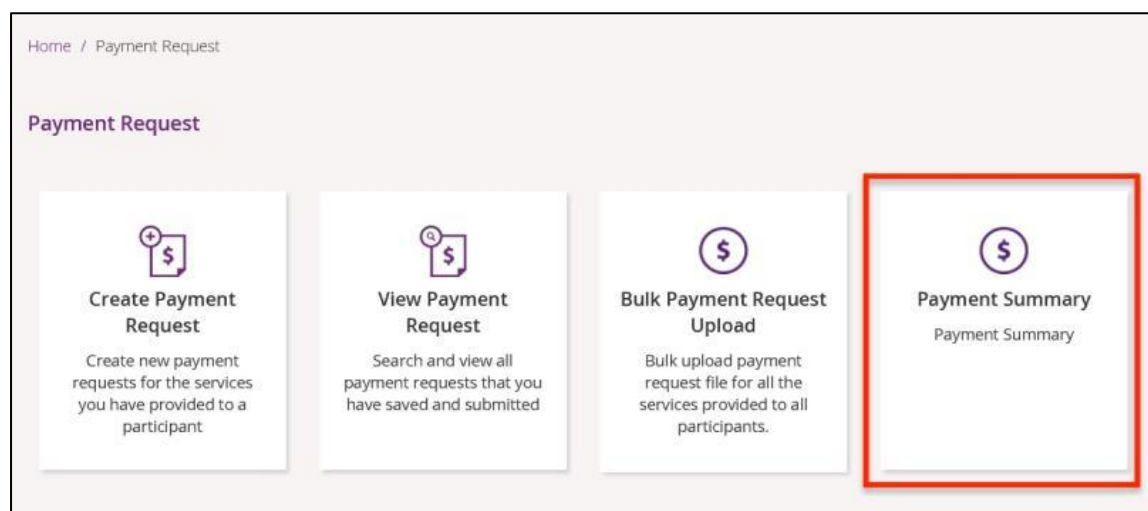 Home / Payment Request
Payment Request
Create Payment
Request
Create new payment
requests for the services
you have provided to a
participant
View Payment
Request
Search and view all
payment requests that you
have saved and submitted
Bulk Payment Request
Upload
Bulk upload payment
request file for all the
services provided to all
participants.
Payment Summary
Payment Summary